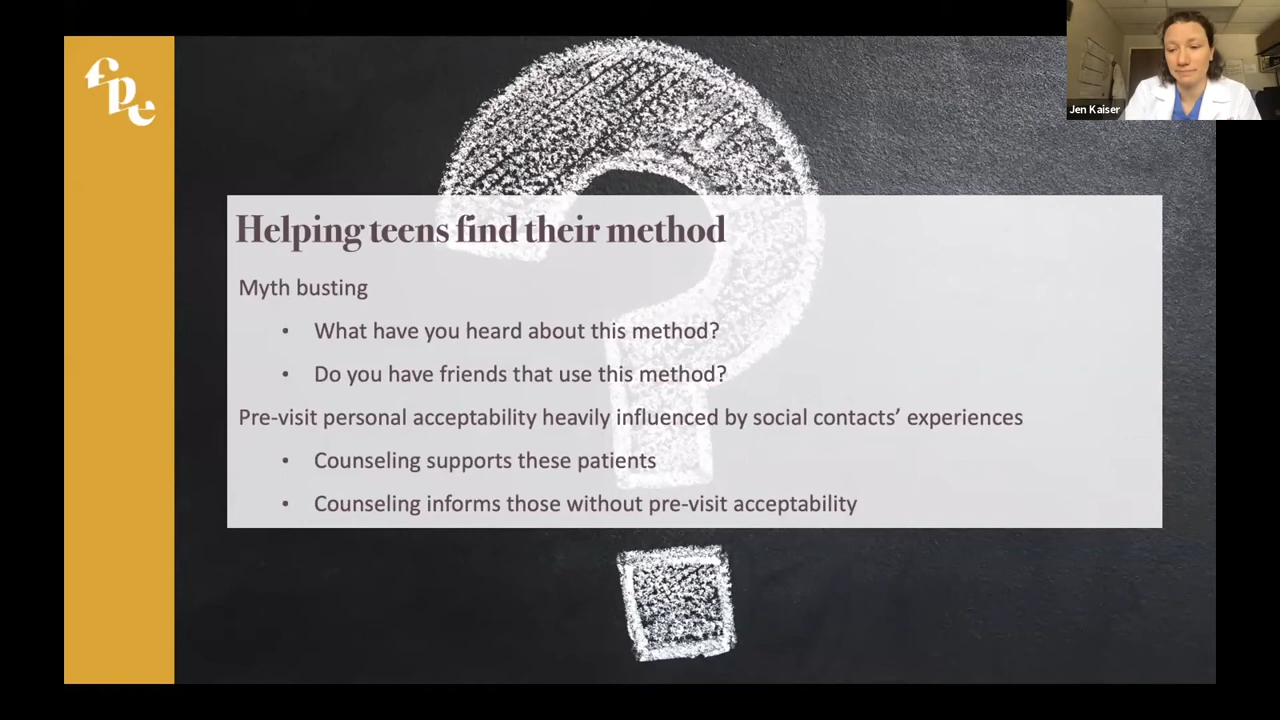 fpe
Jen Kaiser
Helping teens find their method
Myth busting
• What have you heard about this method?
• Do you have friends that use this method?
Pre-visit personal acceptability heavily influenced by social contacts’ experiences
• Counseling supports these patients
• Counseling informs those without pre-visit acceptability